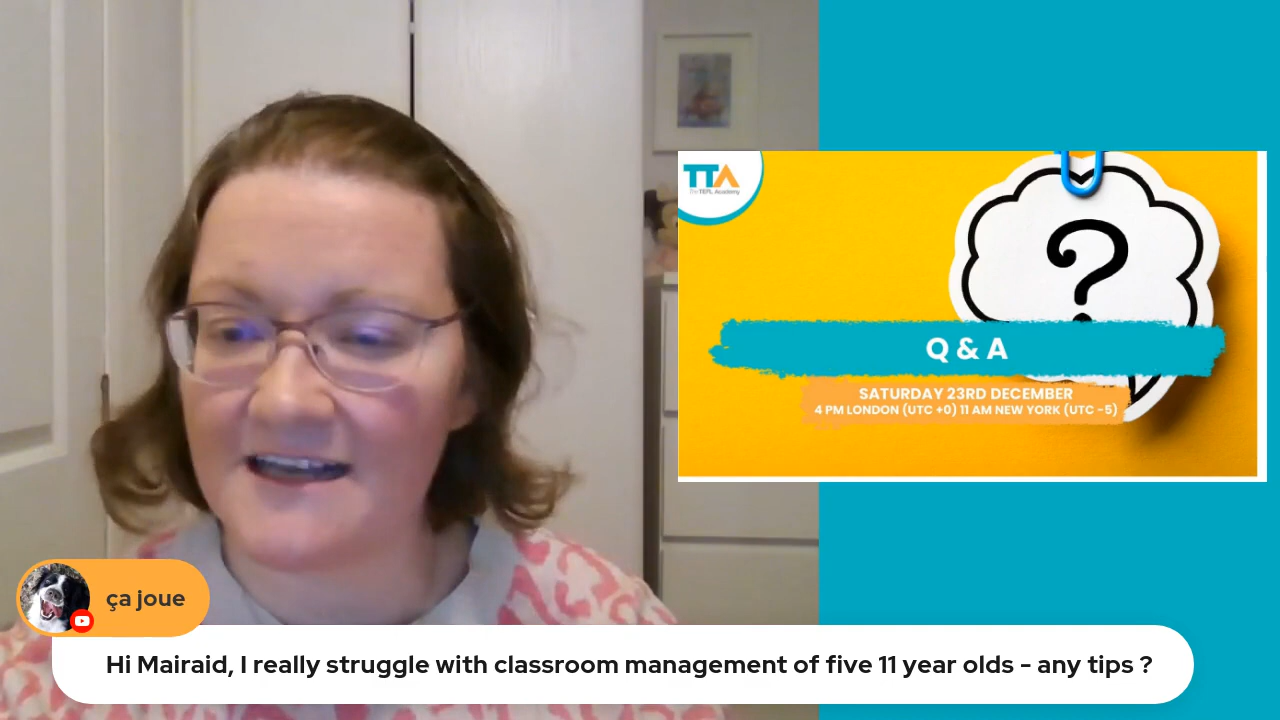 TTA
The TEFL Academy
?
Q & A
SATURDAY 23RD DECEMBER
4 PM LONDON (UTC +0) 11 AM NEW YORK (UTC -5)
ça joue
Hi Mairaid, I really struggle with classroom management of five 11 year olds - any tips ?